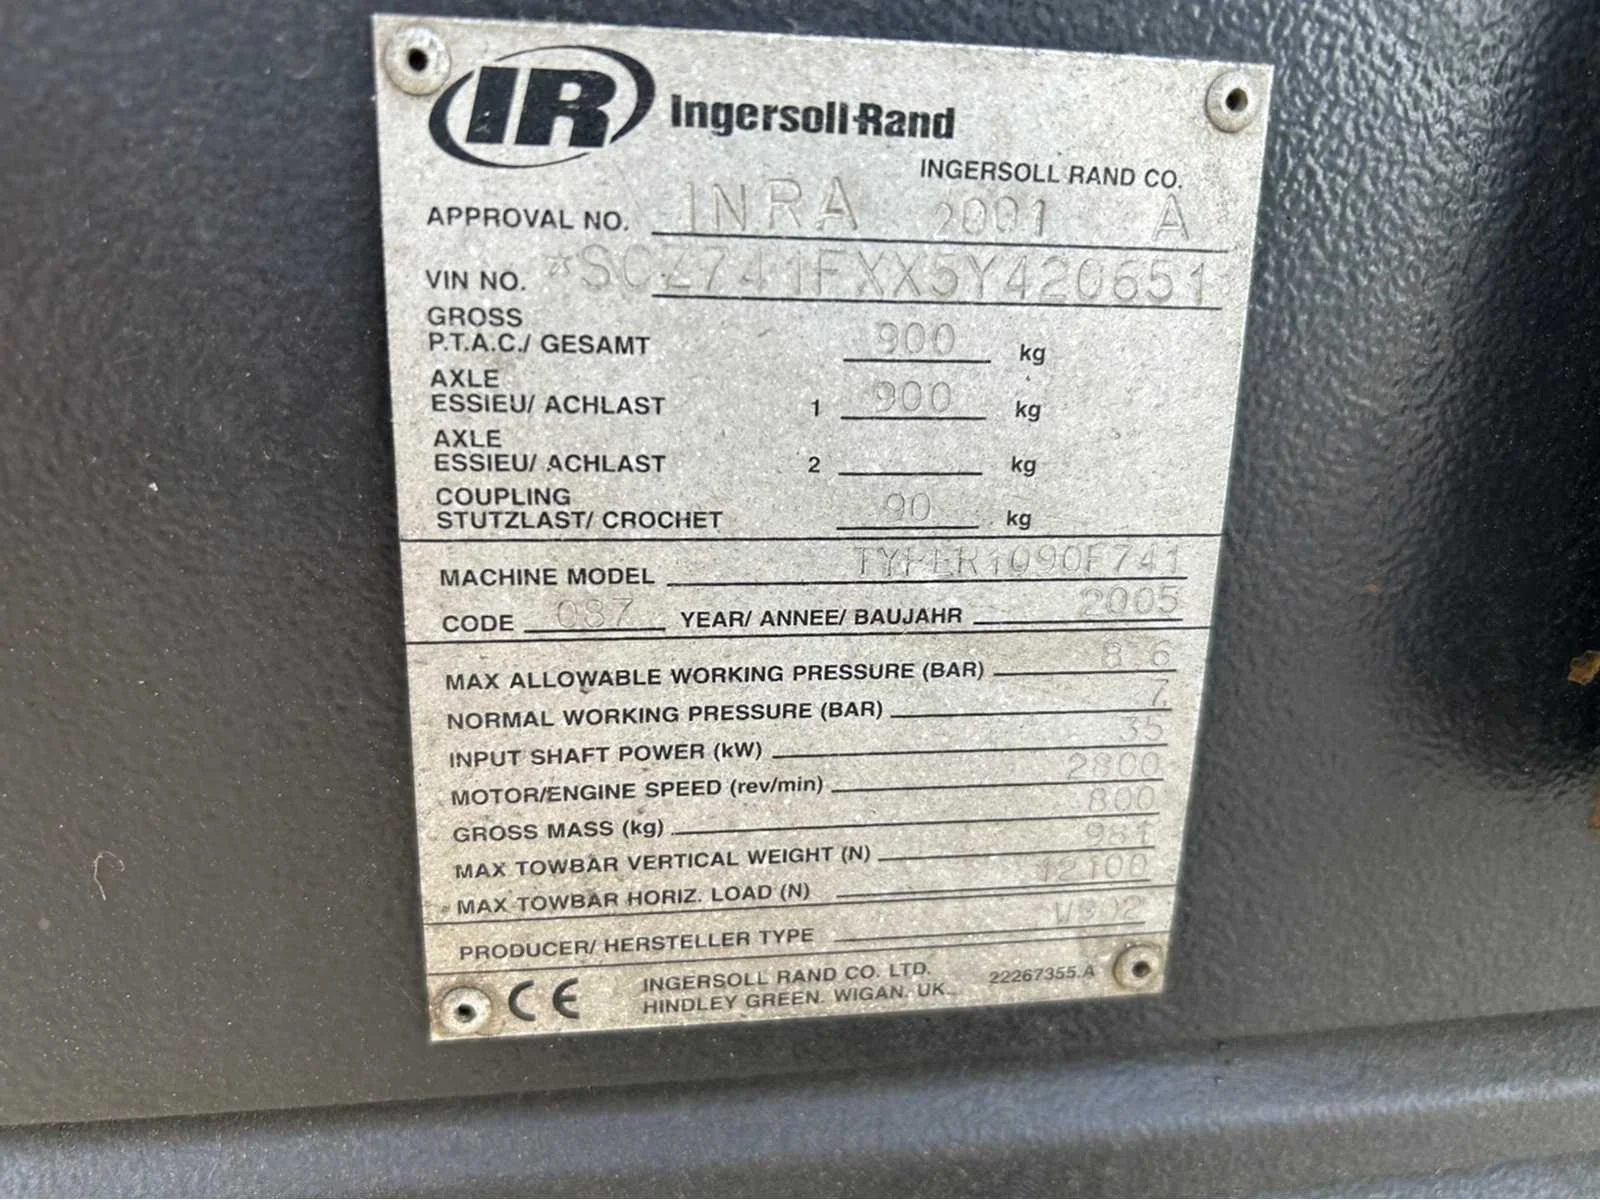 IR Ingersoll-Rand
INGERSOLL RAND CO.
APPROVAL NO. INRA 2001 A
VIN NO. *SCZ741FXX5Y420651
GROSS
P.T.A.C./ GESAMT 900 kg
AXLE
ESSIEU/ ACHLAST 1 900 kg
AXLE
ESSIEU/ ACHLAST 2 kg
COUPLING
STUTZLAST/ CROCHET 90 kg
MACHINE MODEL TYPER1090F741
CODE 087 YEAR/ ANNEE/ BAUJAHR 2005
MAX ALLOWABLE WORKING PRESSURE (BAR) 8 6
NORMAL WORKING PRESSURE (BAR) 7
INPUT SHAFT POWER (kW) 35
MOTOR/ENGINE SPEED (rev/min) 2800
GROSS MASS (kg) 800
MAX TOWBAR VERTICAL WEIGHT (N) 981
MAX TOWBAR HORIZ. LOAD (N) 12100
PRODUCER/ HERSTELLER TYPE
CE INGERSOLL RAND CO. LTD. 22267355.A
HINDLEY GREEN. WIGAN. UK.